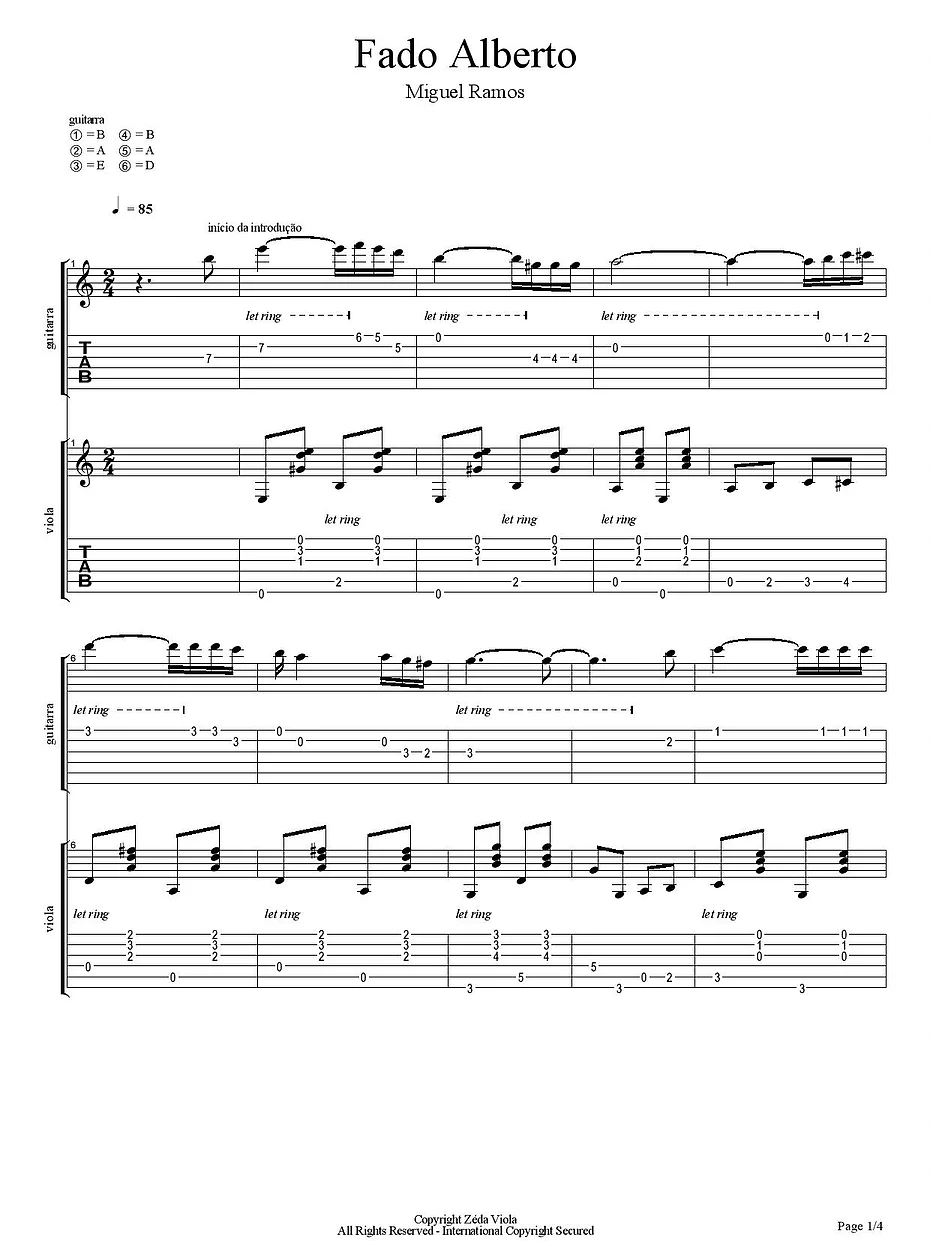 Fado Alberto
Miguel Ramos
guitarra
① = B ④ = B
② = A ⑤ = A
③ = E ⑥ = D
= 85
início da introdução
1
2
4
guitarra
let ring let ring let ring
T
A
B
7 7 6 5 5 0 4 4 4 0 0 1 2
1
2
4
viola
let ring let ring let ring
T
A
B
0 0 0 0 0 0
3 3 3 3 1 1
1 1 1 1 2 2
2 2 0 0 2 3 4
0 0 0
6
guitarra
let ring let ring
3 3 3 3 0 0 0 3 2 3 2 1 1 1 1
6
viola
let ring let ring let ring let ring
2 2 2 2 3 3 0 0
3 3 3 3 3 3 1 1
2 2 2 2 4 4 0 0
0 0 5
0 0 5 0 2 3
3 3 3
Copyright Zéda Viola
All Rights Reserved - International Copyright Secured
Page 1/4